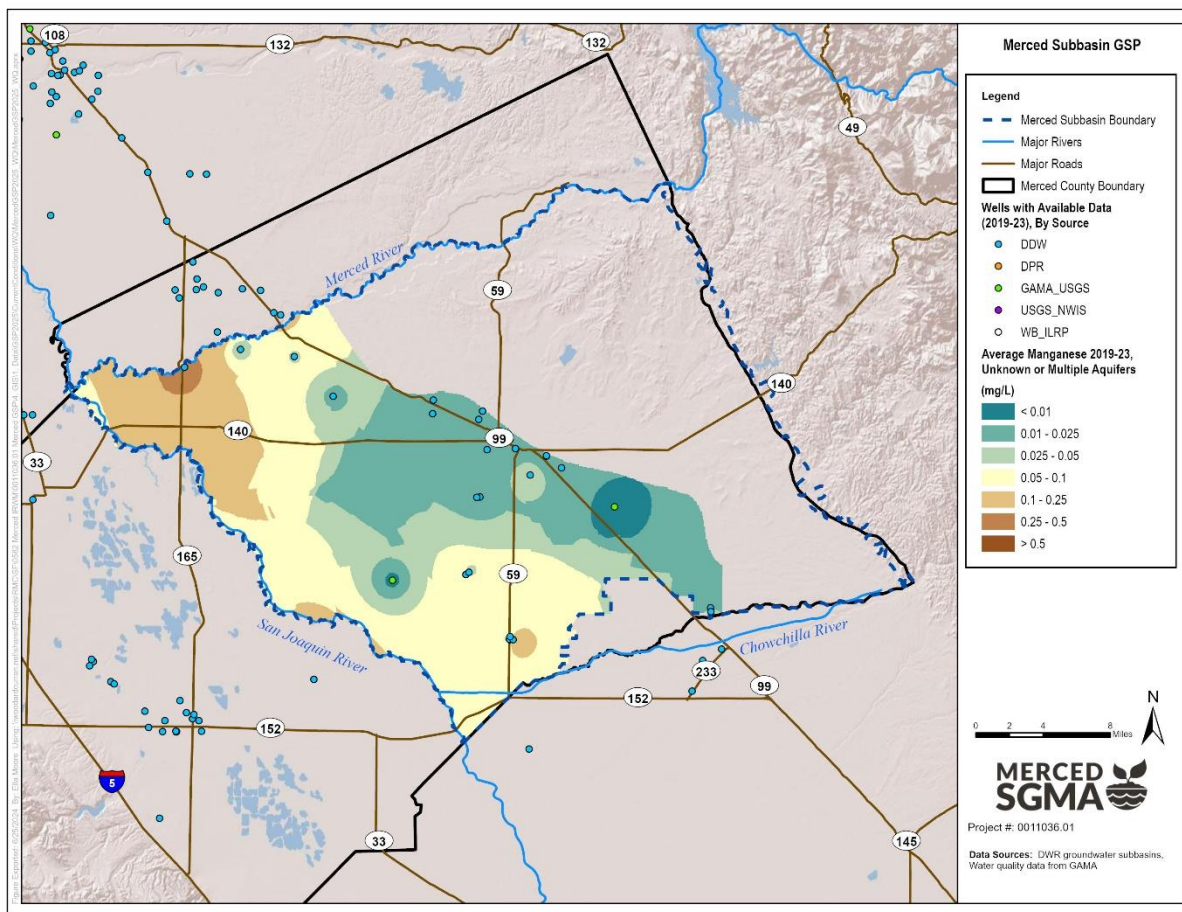 108
132
132
49
Merced River
59
140
99
140
33
165
59
San Joaquin River
Chowchilla River
233
152
99
152
5
33
145
Merced Subbasin GSP
Legend
Merced Subbasin Boundary
Major Rivers
Major Roads
Merced County Boundary
Wells with Available Data
(2019-23), By Source
DDW
DPR
GAMA_USGS
USGS_NWIS
WB_ILRP
Average Manganese 2019-23,
Unknown or Multiple Aquifers
(mg/L)
< 0.01
0.01 - 0.025
0.025 - 0.05
0.05 - 0.1
0.1 - 0.25
0.25 - 0.5
> 0.5
N
0 2 4 8
Miles
MERCED
SGMA
Project #: 0011036.01
Data Sources: DWR groundwater subbasins,
Water quality data from GAMA